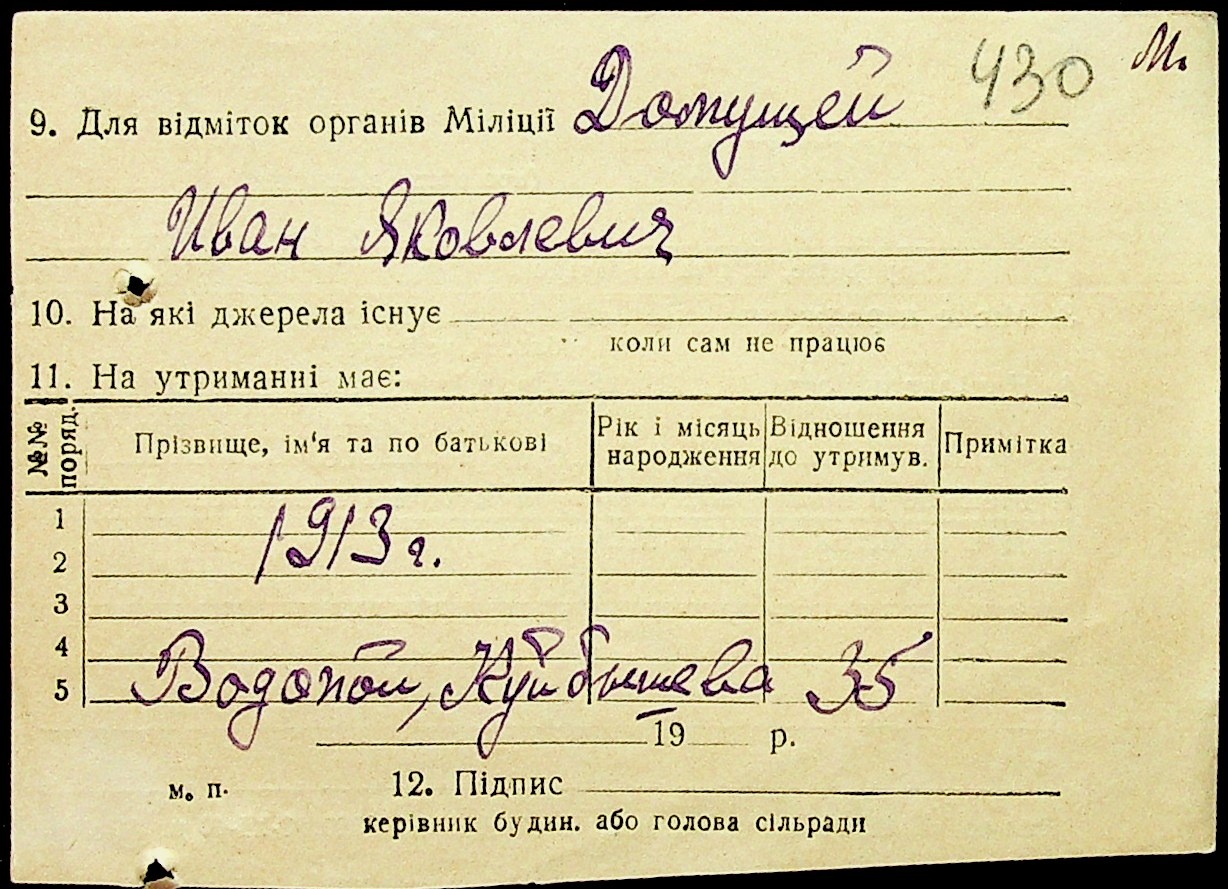 430 М.
9. Для відміток органів Міліції Домущей
Иван Яковлевич
10. На які джерела існує
коли сам не працює
11. На утриманні має:
№№ поряд. Прізвище, ім'я та по батькові Рік і місяць народження Відношення до утримув. Примітка
1
1913 г.
2
3
4
5 Водопой, Куйбышева 35
19 р.
м. п. 12. Підпис
керівник будин. або голова сільради